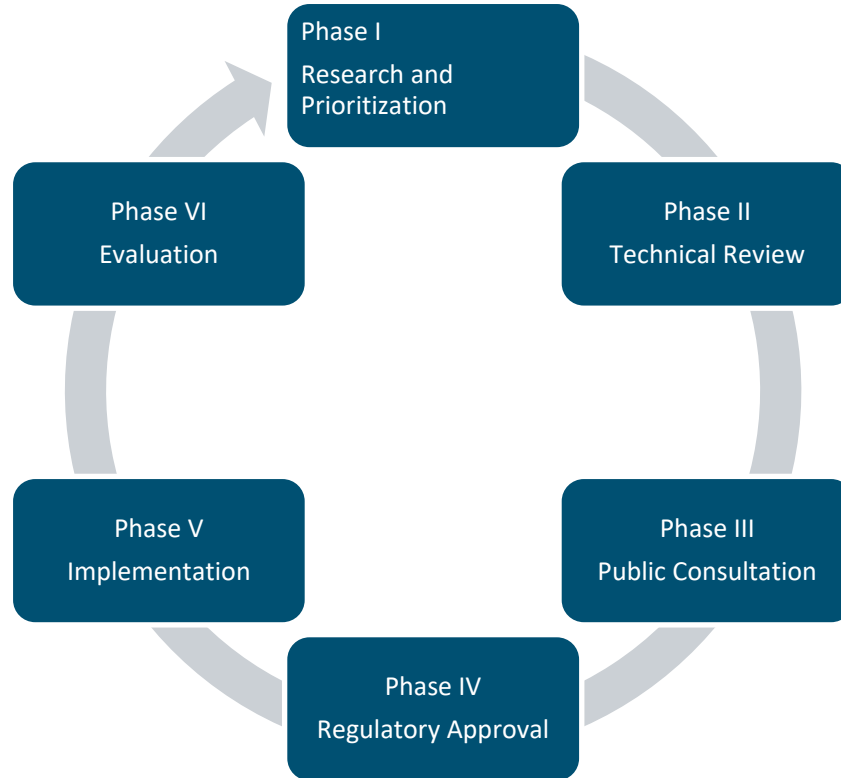 Phase I
Research and
Prioritization
Phase II
Technical Review
Phase III
Public Consultation
Phase IV
Regulatory Approval
Phase V
Implementation
Phase VI
Evaluation